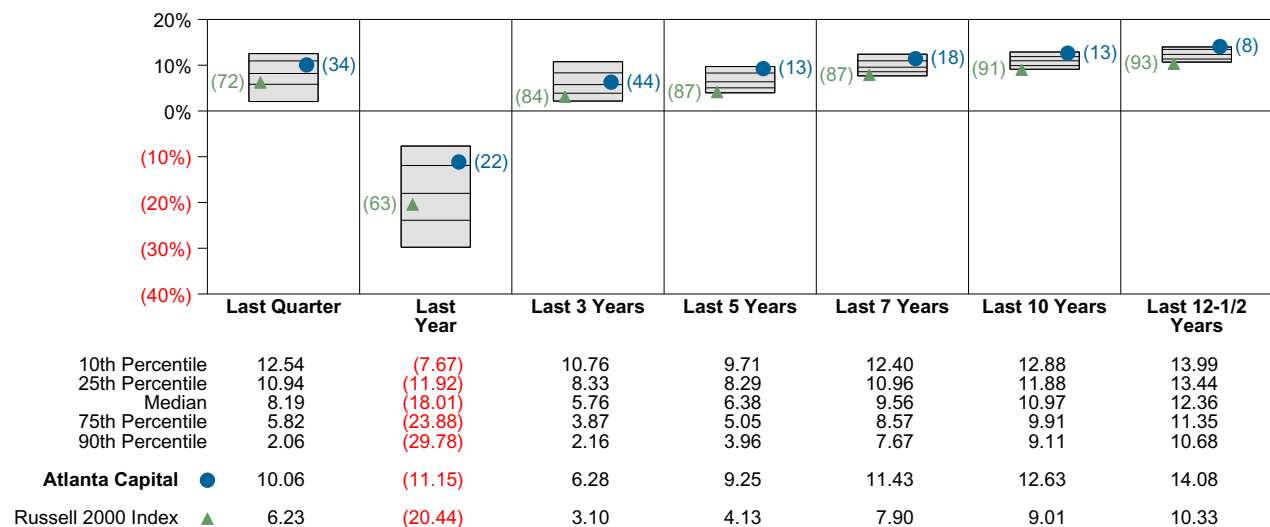 20%
10%
0%
(10%)
(20%)
(30%)
(40%)
(72) (34)
(63) (22)
(84) (44)
(87) (13)
(87) (18)
(91) (13)
(93) (8)
Last Quarter Last Year Last 3 Years Last 5 Years Last 7 Years Last 10 Years Last 12-1/2 Years
10th Percentile 12.54 (7.67) 10.76 9.71 12.40 12.88 13.99
25th Percentile 10.94 (11.92) 8.33 8.29 10.96 11.88 13.44
Median 8.19 (18.01) 5.76 6.38 9.56 10.97 12.36
75th Percentile 5.82 (23.88) 3.87 5.05 8.57 9.91 11.35
90th Percentile 2.06 (29.78) 2.16 3.96 7.67 9.11 10.68
Atlanta Capital 10.06 (11.15) 6.28 9.25 11.43 12.63 14.08
Russell 2000 Index 6.23 (20.44) 3.10 4.13 7.90 9.01 10.33